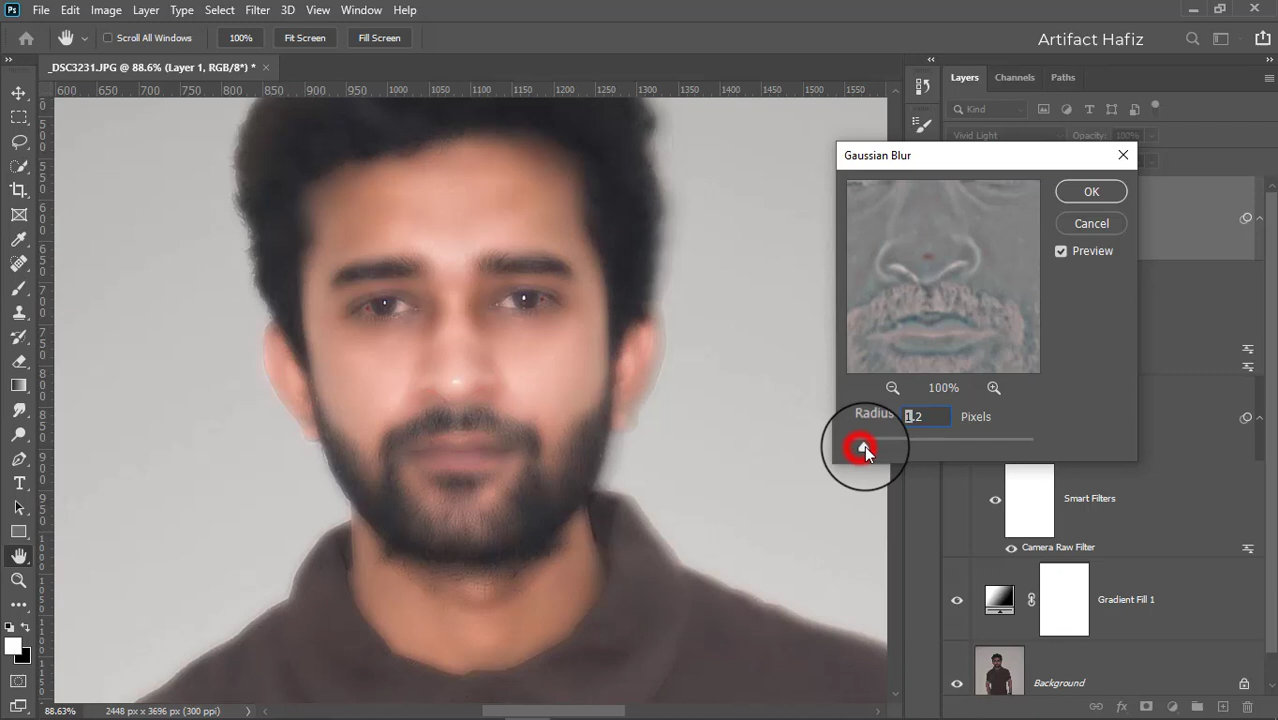 Ps File Edit Image Layer Type Select Filter 3D View Window Help
Scroll All Windows 100% Fit Screen Fill Screen Artifact Hafiz
_DSC3231.JPG @ 88.6% (Layer 1, RGB/8*) * ×
Layers Channels Paths
600 650 700 750 800 850 900 950 1000 1050 1100 1150 1200 1250 1300 1350 1400 1450 1500 1550
Kind
Vivid Light Opacity: 100%
Gaussian Blur
OK
Cancel
Preview
100%
Radius 1.2 Pixels
Smart Filters
Camera Raw Filter
Gradient Fill 1
Background
88.63% 2448 px x 3696 px (300 ppi)